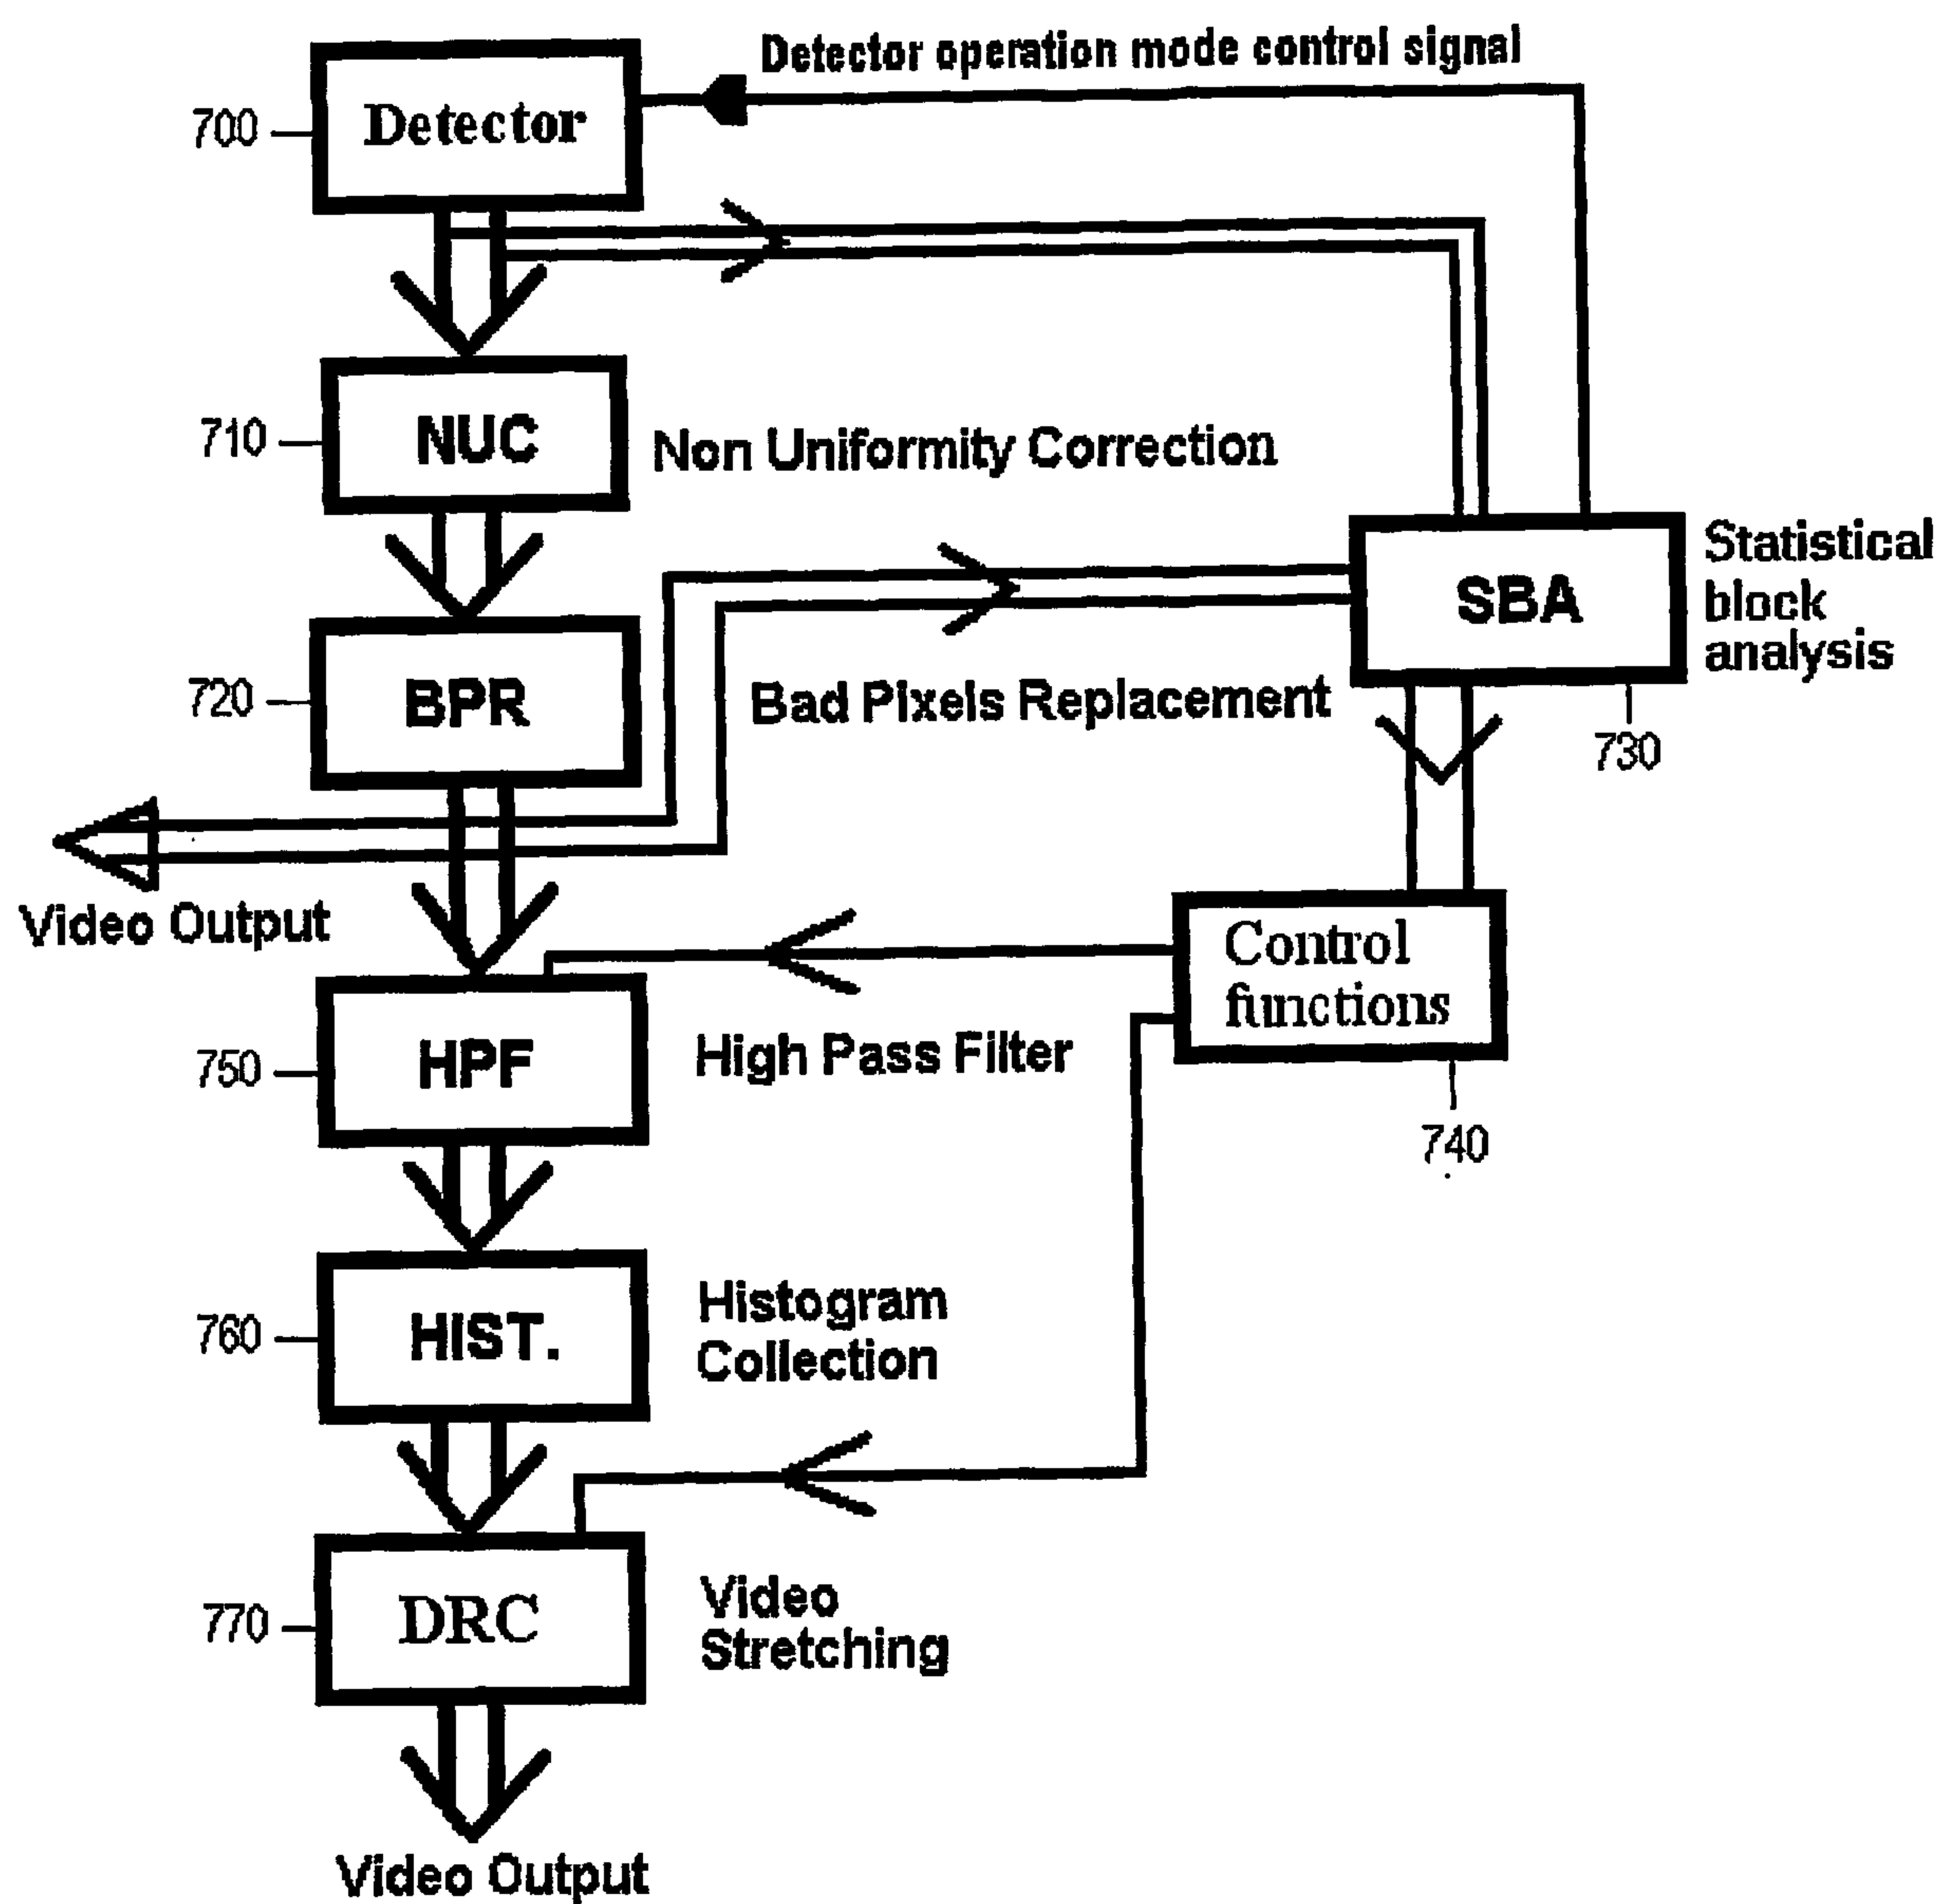 Detector operation mode control signal
700
Detector
710
NUC
Non Uniformity Correction
SBA
Statistical
block
analysis
730
720
BPR
Bad Pixels Replacement
Video Output
Control
functions
740
750
HPF
High Pass Filter
760
HIST.
Histogram
Collection
770
DRC
Video
Stretching
Video Output